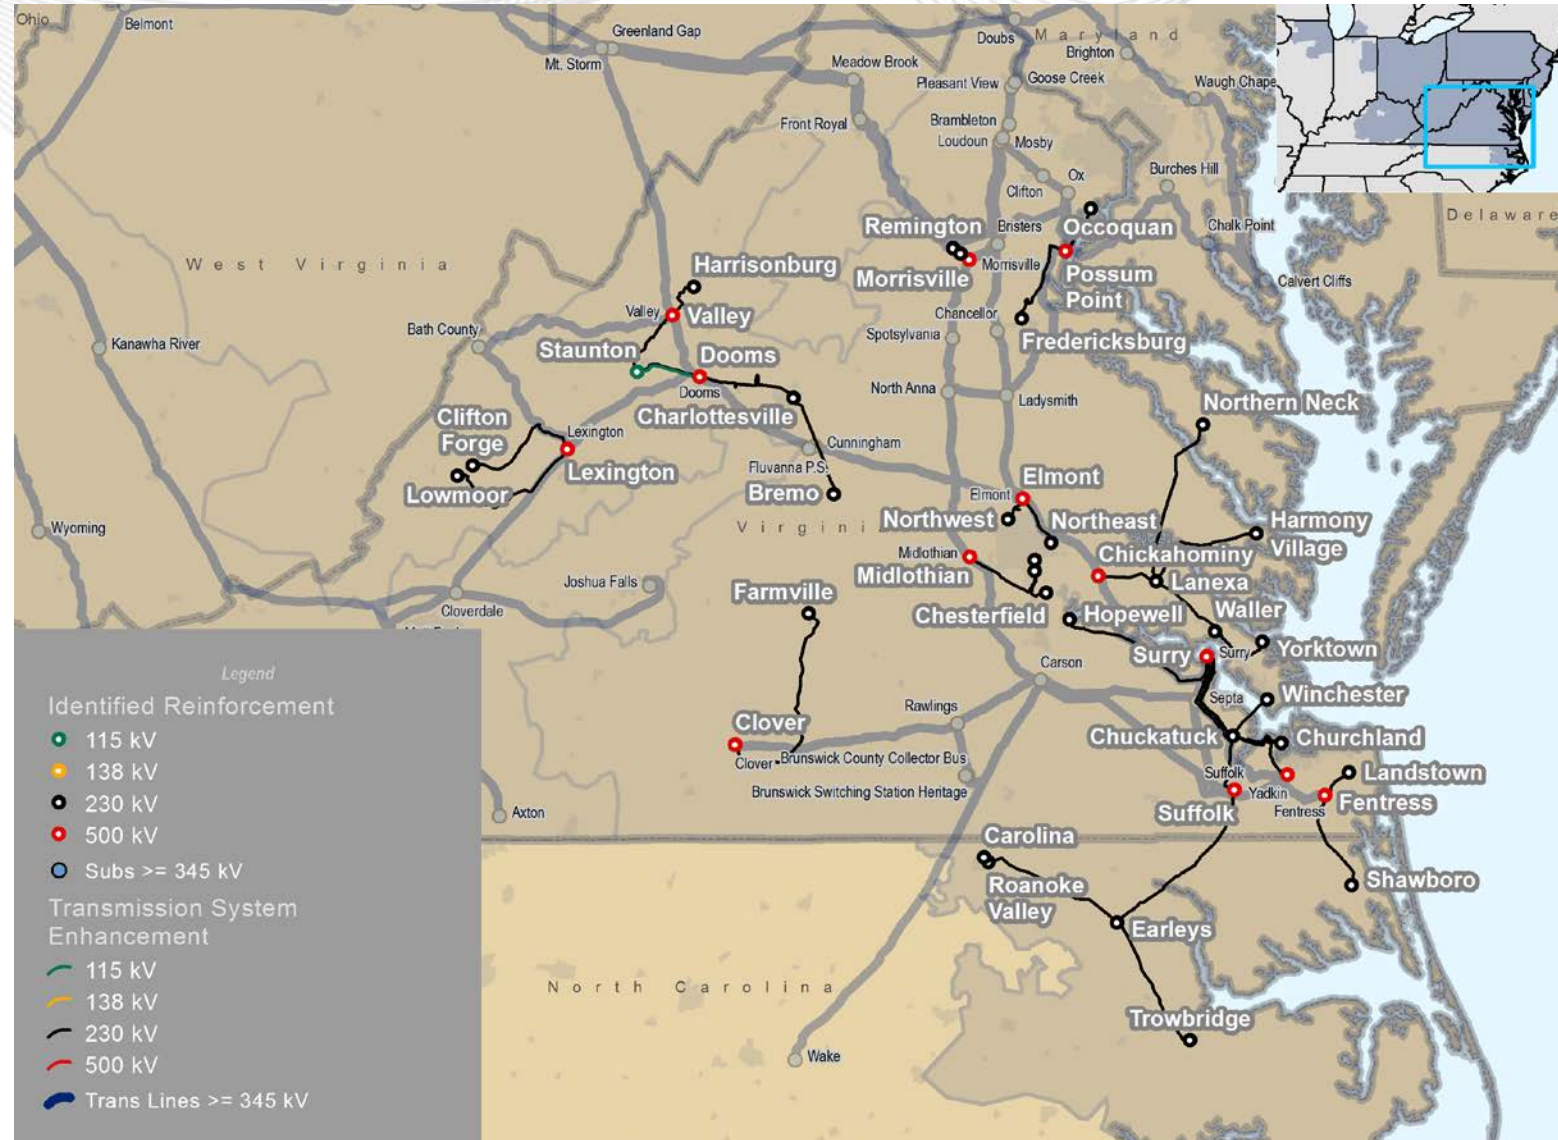 Ohio
Belmont
Greenland Gap
Mt. Storm
Doubs
Maryland
Brighton
Meadow Brook
Pleasant View
Goose Creek
Waugh Chape
Front Royal
Brambleton
Loudoun
Mosby
Ox
Burches Hill
Clifton
Delaware
Remington
Bristers
Occoquan
Chalk Point
West Virginia
Harrisonburg
Morrisville
Morrisville
Possum
Point
Calvert Cliffs
Valley
Valley
Chancellor
Bath County
Kanawha River
Spotsylvania
Fredericksburg
Staunton
Dooms
Dooms
North Anna
Ladysmith
Northern Neck
Clifton
Forge
Charlottesville
Lexington
Cunningham
Lexington
Fluvanna P.S.
Lowmoor
Bremo
Elmont
Elmont
Wyoming
Virgini
Northwest
Northeast
Harmony
Village
Midlothian
Chickahominy
Midlothian
Lanexa
Joshua Falls
Farmville
Cloverdale
Chesterfield
Hopewell
Waller
Surry
Surry
Yorktown
Carson
Winchester
Septa
Rawlings
Clover
Chuckatuck
Churchland
Clover
Brunswick County Collector Bus
Suffolk
Landstown
Brunswick Switching Station Heritage
Yadkin
Fentress
Suffolk
Fentress
Axton
Carolina
Roanoke
Valley
Shawboro
Earleys
North Carolina
Trowbridge
Wake
Legend
Identified Reinforcement
115 kV
138 kV
230 kV
500 kV
Subs >= 345 kV
Transmission System
Enhancement
115 kV
138 kV
230 kV
500 kV
Trans Lines >= 345 kV